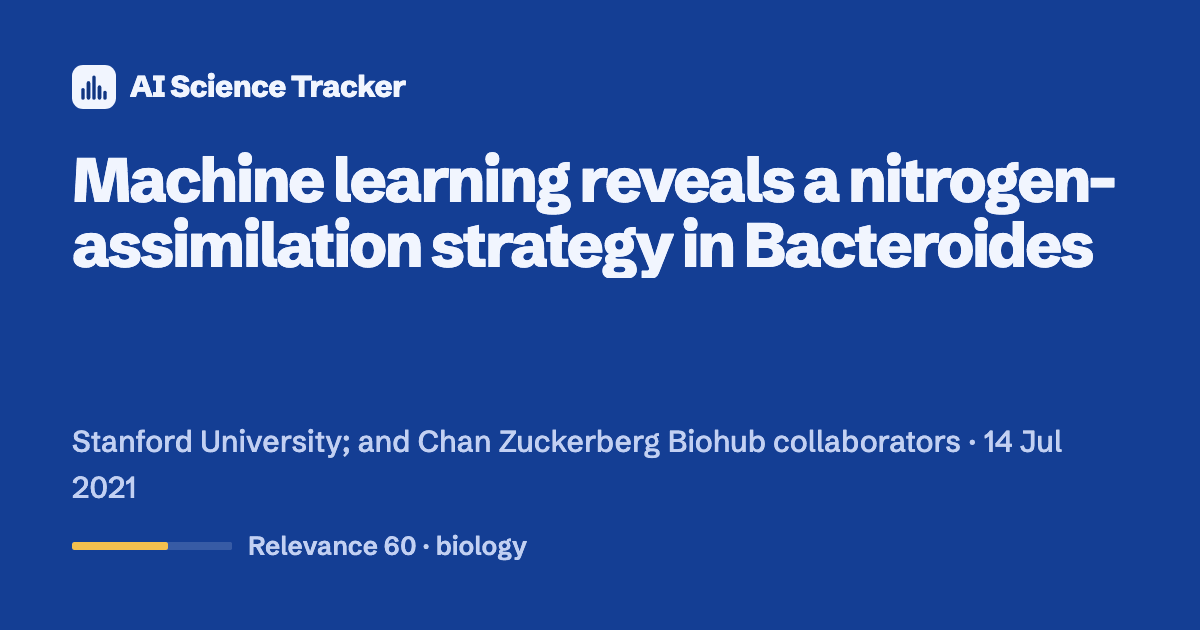 AI Science Tracker
Machine learning reveals a nitrogen-
assimilation strategy in Bacteroides
Stanford University; and Chan Zuckerberg Biohub collaborators · 14 Jul
2021
Relevance 60 · biology